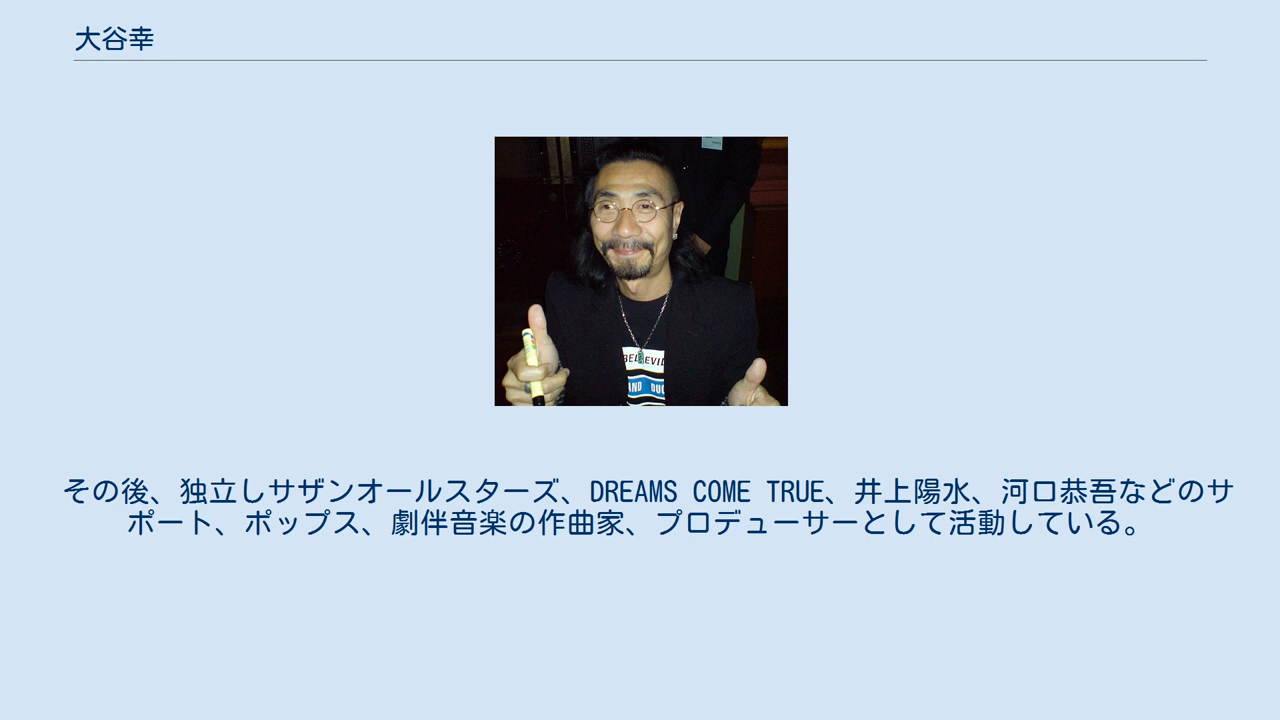 大谷幸
その後、独立しサザンオールスターズ、DREAMS COME TRUE、井上陽水、河口恭吾などのサ
ポート、ポップス、劇伴音楽の作曲家、プロデューサーとして活動している。